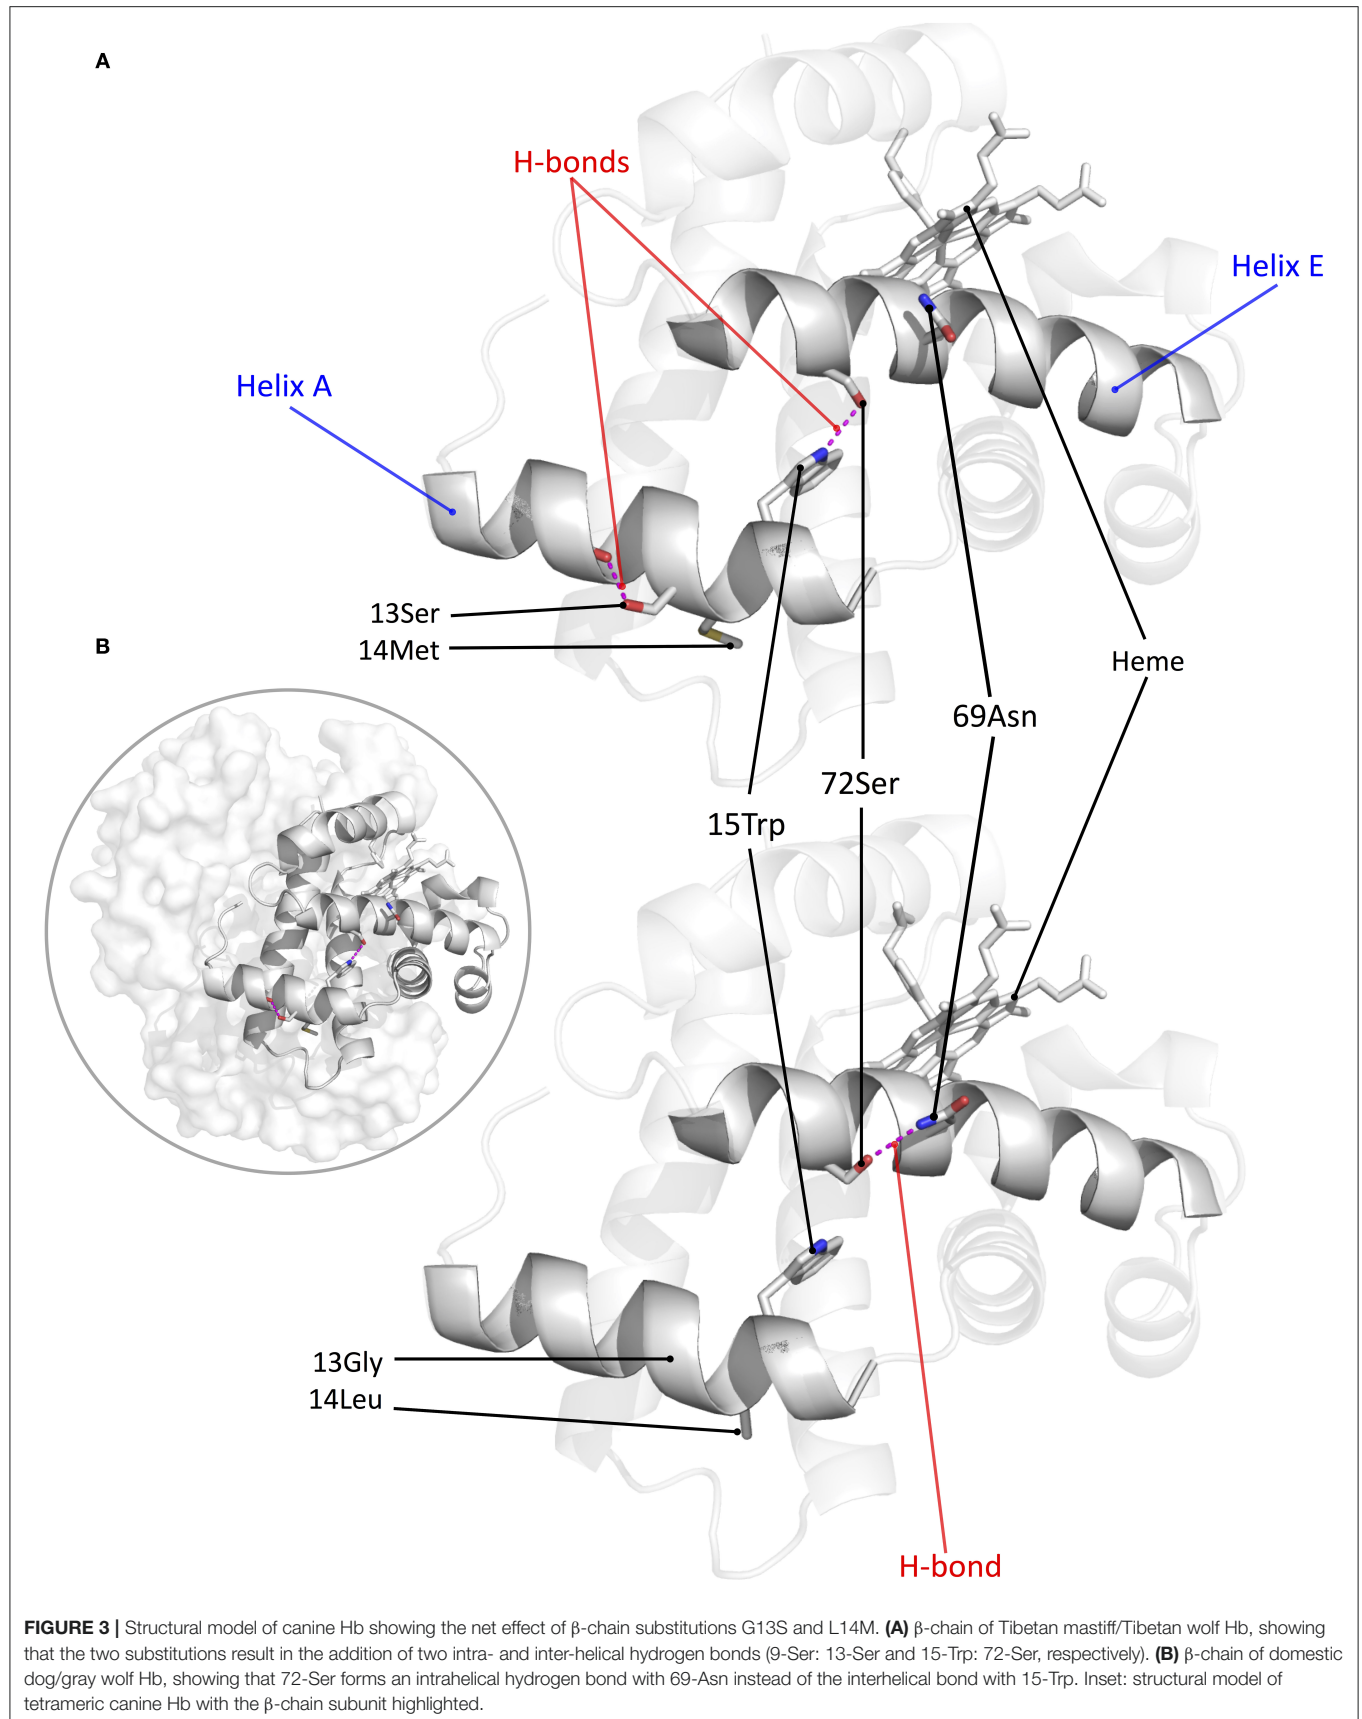 A
H-bonds
Helix E
Helix A
13Ser
14Met
B
Heme
69Asn
72Ser
15Trp
13Gly
14Leu
H-bond
FIGURE 3 | Structural model of canine Hb showing the net effect of β-chain substitutions G13S and L14M. (A) β-chain of Tibetan mastiff/Tibetan wolf Hb, showing
that the two substitutions result in the addition of two intra- and inter-helical hydrogen bonds (9-Ser: 13-Ser and 15-Trp: 72-Ser, respectively). (B) β-chain of domestic
dog/gray wolf Hb, showing that 72-Ser forms an intrahelical hydrogen bond with 69-Asn instead of the interhelical bond with 15-Trp. Inset: structural model of
tetrameric canine Hb with the β-chain subunit highlighted.